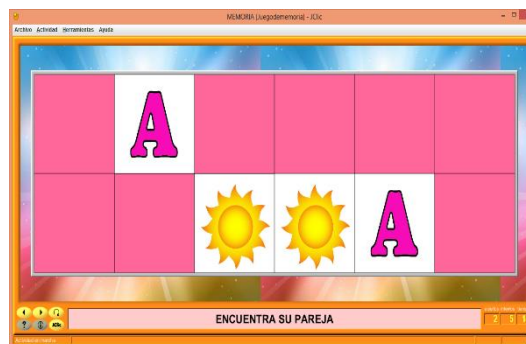 MEMORIA [Juegodememoria] - JClic
Archivo Actividad Herramientas Ayuda
A
A
ENCUENTRA SU PAREJA
2 5